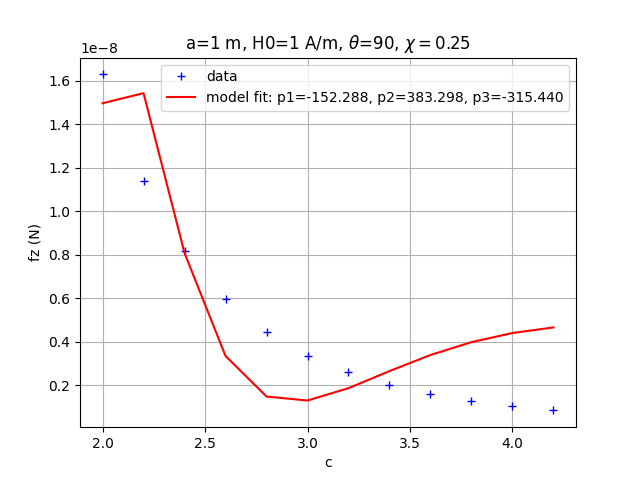 a=1 m, H0=1 A/m, θ=90, χ = 0.25
1e−8
data
model fit: p1=-152.288, p2=383.298, p3=-315.440
1.6
1.4
1.2
1.0
0.8
0.6
0.4
0.2
fz (N)
2.0 2.5 3.0 3.5 4.0
c